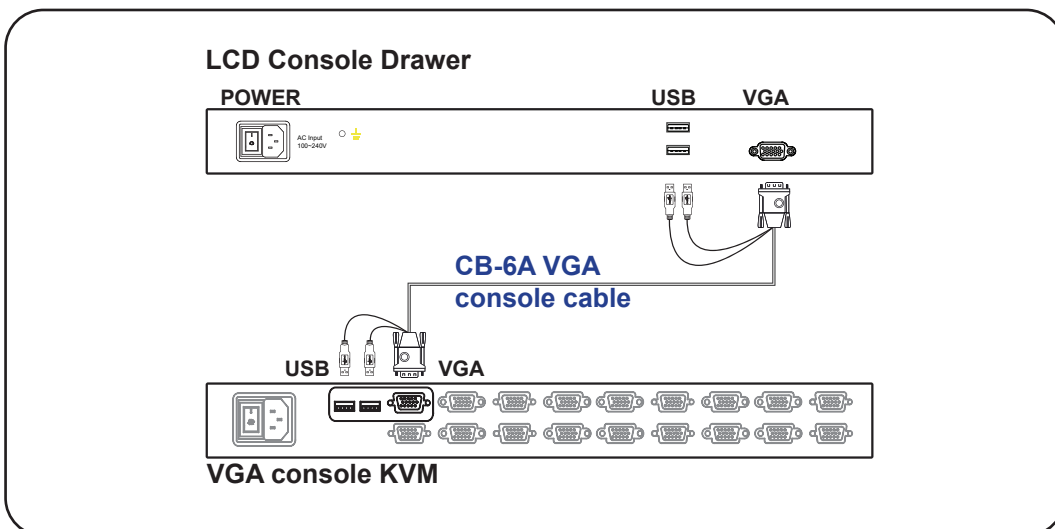 LCD Console Drawer
POWER
USB
VGA
AC Input
100~240V
CB-6A VGA
console cable
USB
VGA
VGA console KVM